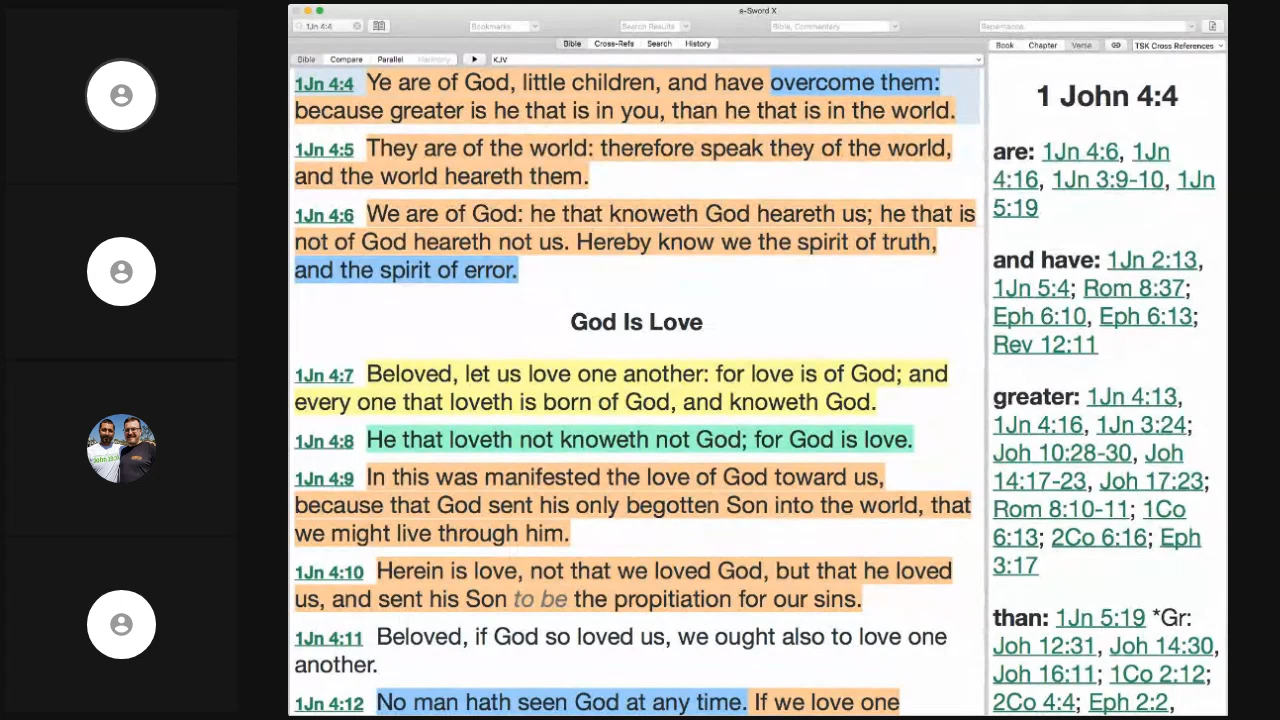 e-Sword X
1Jn 4:4
Bookmarks
Search Results
Bible, Commentary
Repentance.
Bible Cross-Refs Search History
Book Chapter Verse TSK Cross References
Bible Compare Parallel Harmony KJV
1Jn 4:4 Ye are of God, little children, and have overcome them:
because greater is he that is in you, than he that is in the world.
1Jn 4:5 They are of the world: therefore speak they of the world,
and the world heareth them.
1Jn 4:6 We are of God: he that knoweth God heareth us; he that is
not of God heareth not us. Hereby know we the spirit of truth,
and the spirit of error.
God Is Love
1Jn 4:7 Beloved, let us love one another: for love is of God; and
every one that loveth is born of God, and knoweth God.
1Jn 4:8 He that loveth not knoweth not God; for God is love.
1Jn 4:9 In this was manifested the love of God toward us,
because that God sent his only begotten Son into the world, that
we might live through him.
1Jn 4:10 Herein is love, not that we loved God, but that he loved
us, and sent his Son to be the propitiation for our sins.
1Jn 4:11 Beloved, if God so loved us, we ought also to love one
another.
1Jn 4:12 No man hath seen God at any time. If we love one
1 John 4:4
are: 1Jn 4:6, 1Jn
4:16, 1Jn 3:9-10, 1Jn
5:19
and have: 1Jn 2:13,
1Jn 5:4; Rom 8:37;
Eph 6:10, Eph 6:13;
Rev 12:11
greater: 1Jn 4:13,
1Jn 4:16, 1Jn 3:24;
Joh 10:28-30, Joh
14:17-23, Joh 17:23;
Rom 8:10-11; 1Co
6:13; 2Co 6:16; Eph
3:17
than: 1Jn 5:19 *Gr:
Joh 12:31, Joh 14:30,
Joh 16:11; 1Co 2:12;
2Co 4:4; Eph 2:2,